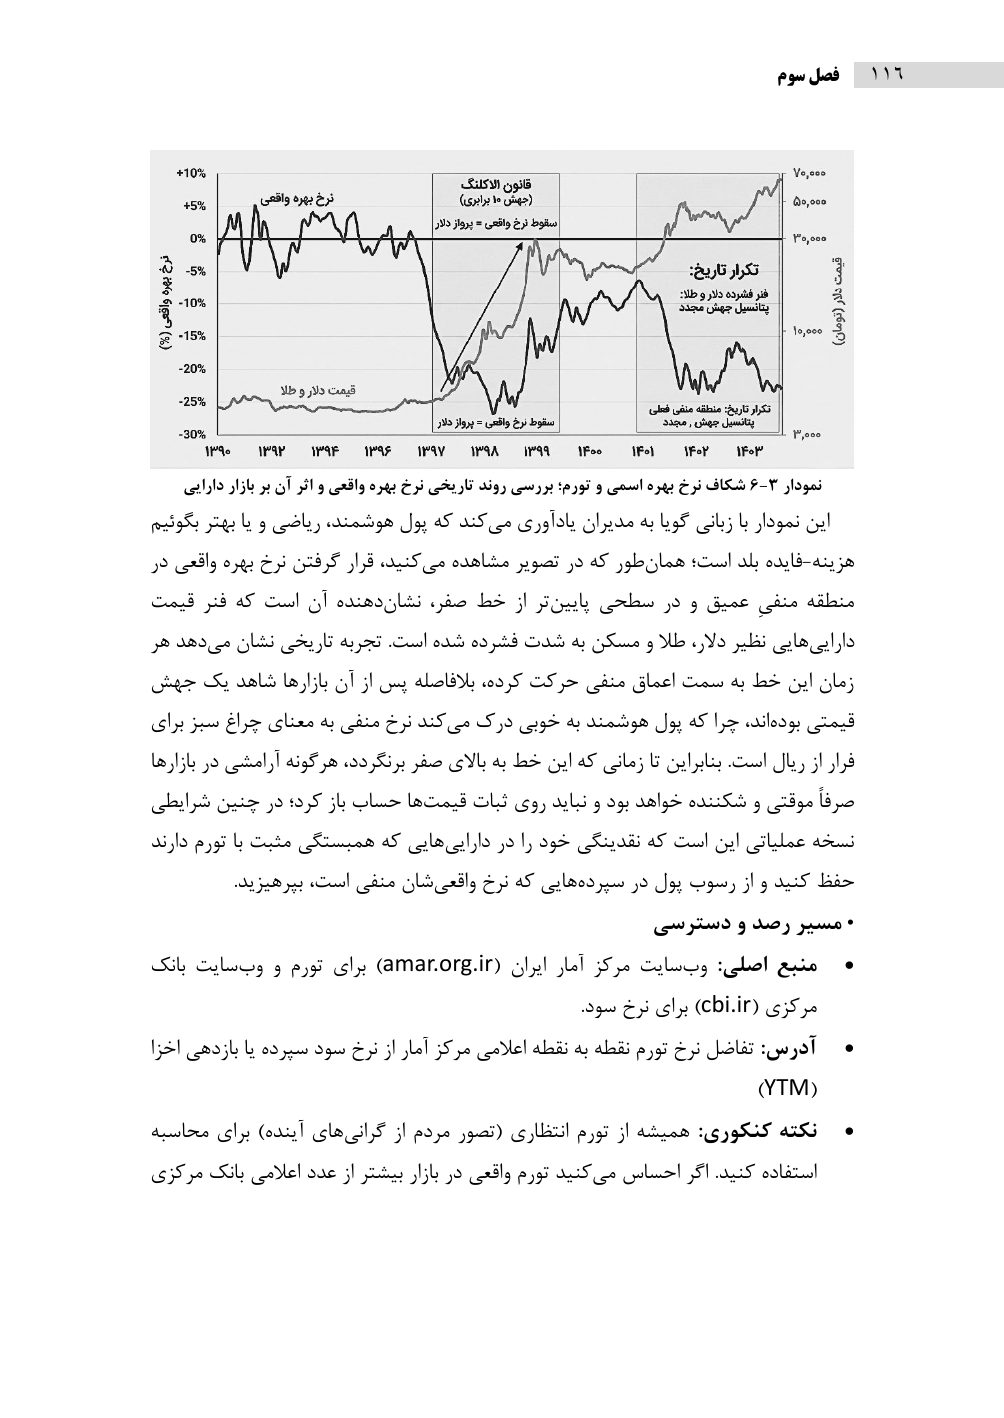 ۱۱۶ فصل سوم
+10%
+5%
0%
-5%
-10%
-15%
-20%
-25%
-30%
نرخ بهره واقعی (%)
نرخ بهره واقعی
قیمت دلار و طلا
قانون الاکلنگ
(جهش ۱۰ برابری)
سقوط نرخ واقعی = پرواز دلار
سقوط نرخ واقعی = پرواز دلار
تکرار تاریخ:
فنر فشرده دلار و طلا:
پتانسیل جهش مجدد
تکرار تاریخ: منطقه منفی فعلی
پتانسیل جهش , مجدد
۷۰,۰۰۰
۵۰,۰۰۰
۳۰,۰۰۰
۱۰,۰۰۰
۳,۰۰۰
قیمت دلار (تومان)
۱۳۹۰ ۱۳۹۲ ۱۳۹۴ ۱۳۹۶ ۱۳۹۷ ۱۳۹۸ ۱۳۹۹ ۱۴۰۰ ۱۴۰۱ ۱۴۰۲ ۱۴۰۳
نمودار ۳-۶ شکاف نرخ بهره اسمی و تورم؛ بررسی روند تاریخی نرخ بهره واقعی و اثر آن بر بازار دارایی
این نمودار با زبانی گویا به مدیران یادآوری می‌کند که پول هوشمند، ریاضی و یا بهتر بگوئیم
هزینه-فایده بلد است؛ همان‌طور که در تصویر مشاهده می‌کنید، قرار گرفتن نرخ بهره واقعی در
منطقه منفیِ عمیق و در سطحی پایین‌تر از خط صفر، نشان‌دهنده آن است که فنر قیمت
دارایی‌هایی نظیر دلار، طلا و مسکن به شدت فشرده شده است. تجربه تاریخی نشان می‌دهد هر
زمان این خط به سمت اعماق منفی حرکت کرده، بلافاصله پس از آن بازارها شاهد یک جهش
قیمتی بوده‌اند، چرا که پول هوشمند به خوبی درک می‌کند نرخ منفی به معنای چراغ سبز برای
فرار از ریال است. بنابراین تا زمانی که این خط به بالای صفر برنگردد، هرگونه آرامشی در بازارها
صرفاً موقتی و شکننده خواهد بود و نباید روی ثبات قیمت‌ها حساب باز کرد؛ در چنین شرایطی
نسخه عملیاتی این است که نقدینگی خود را در دارایی‌هایی که همبستگی مثبت با تورم دارند
حفظ کنید و از رسوب پول در سپرده‌هایی که نرخ واقعی‌شان منفی است، بپرهیزید.
• مسیر رصد و دسترسی
• منبع اصلی: وب‌سایت مرکز آمار ایران (amar.org.ir) برای تورم و وب‌سایت بانک
مرکزی (cbi.ir) برای نرخ سود.
• آدرس: تفاضل نرخ تورم نقطه به نقطه اعلامی مرکز آمار از نرخ سود سپرده یا بازدهی اخزا
(YTM)
• نکته کنکوری: همیشه از تورم انتظاری (تصور مردم از گرانی‌های آینده) برای محاسبه
استفاده کنید. اگر احساس می‌کنید تورم واقعی در بازار بیشتر از عدد اعلامی بانک مرکزی